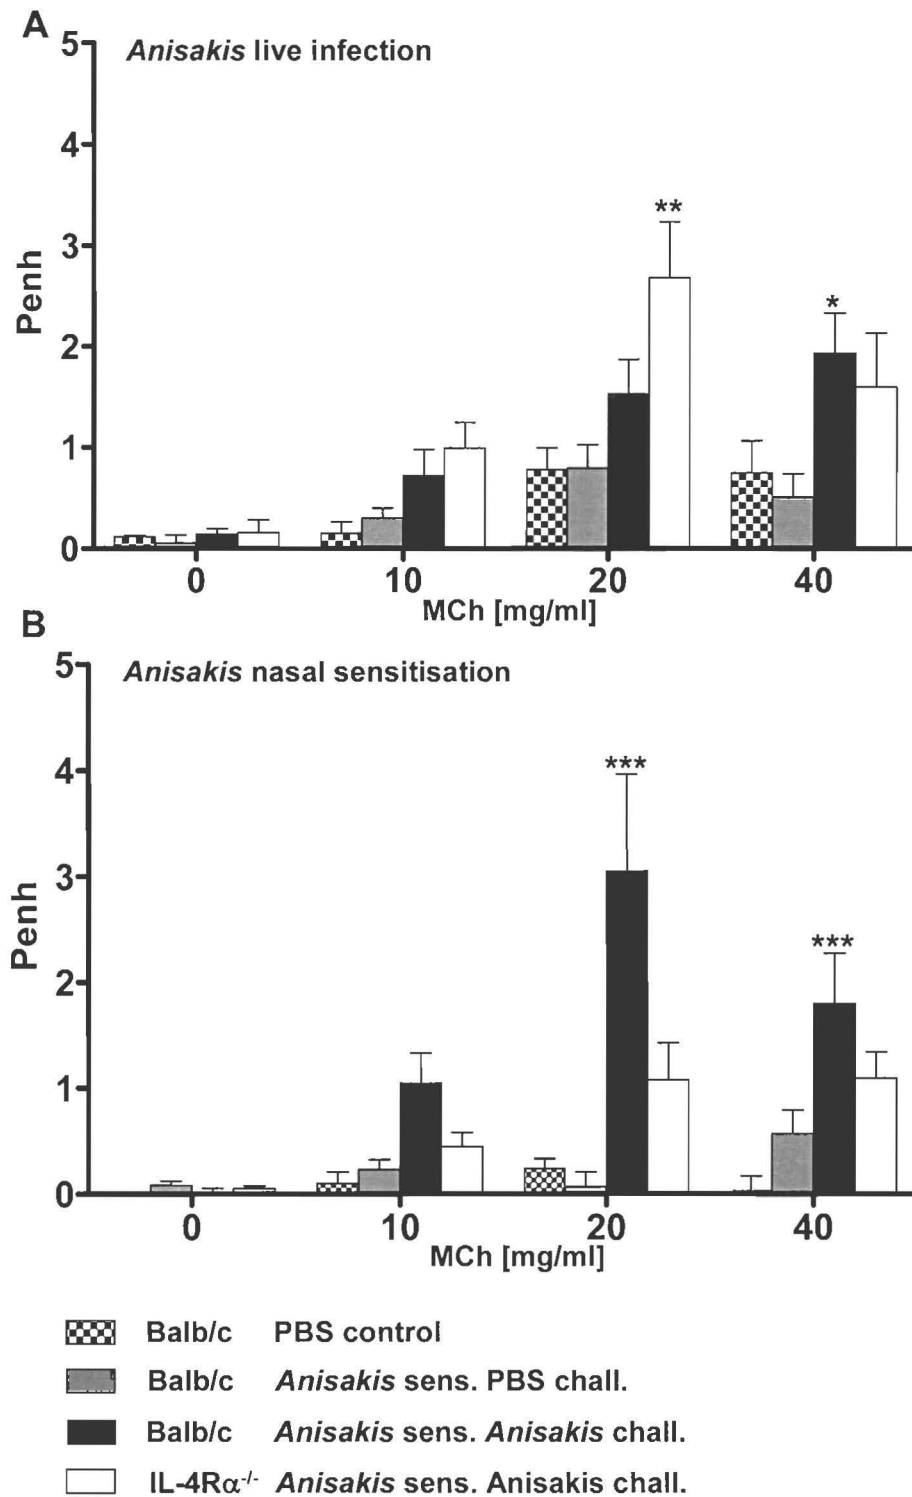 A
Anisakis live infection
5
4
3
2
1
0
Penh
**
*
0 10 20 40
MCh [mg/ml]
B
Anisakis nasal sensitisation
5
4
3
2
1
0
Penh
***
***
0 10 20 40
MCh [mg/ml]
Balb/c PBS control
Balb/c Anisakis sens. PBS chall.
Balb/c Anisakis sens. Anisakis chall.
IL-4Rα-/- Anisakis sens. Anisakis chall.